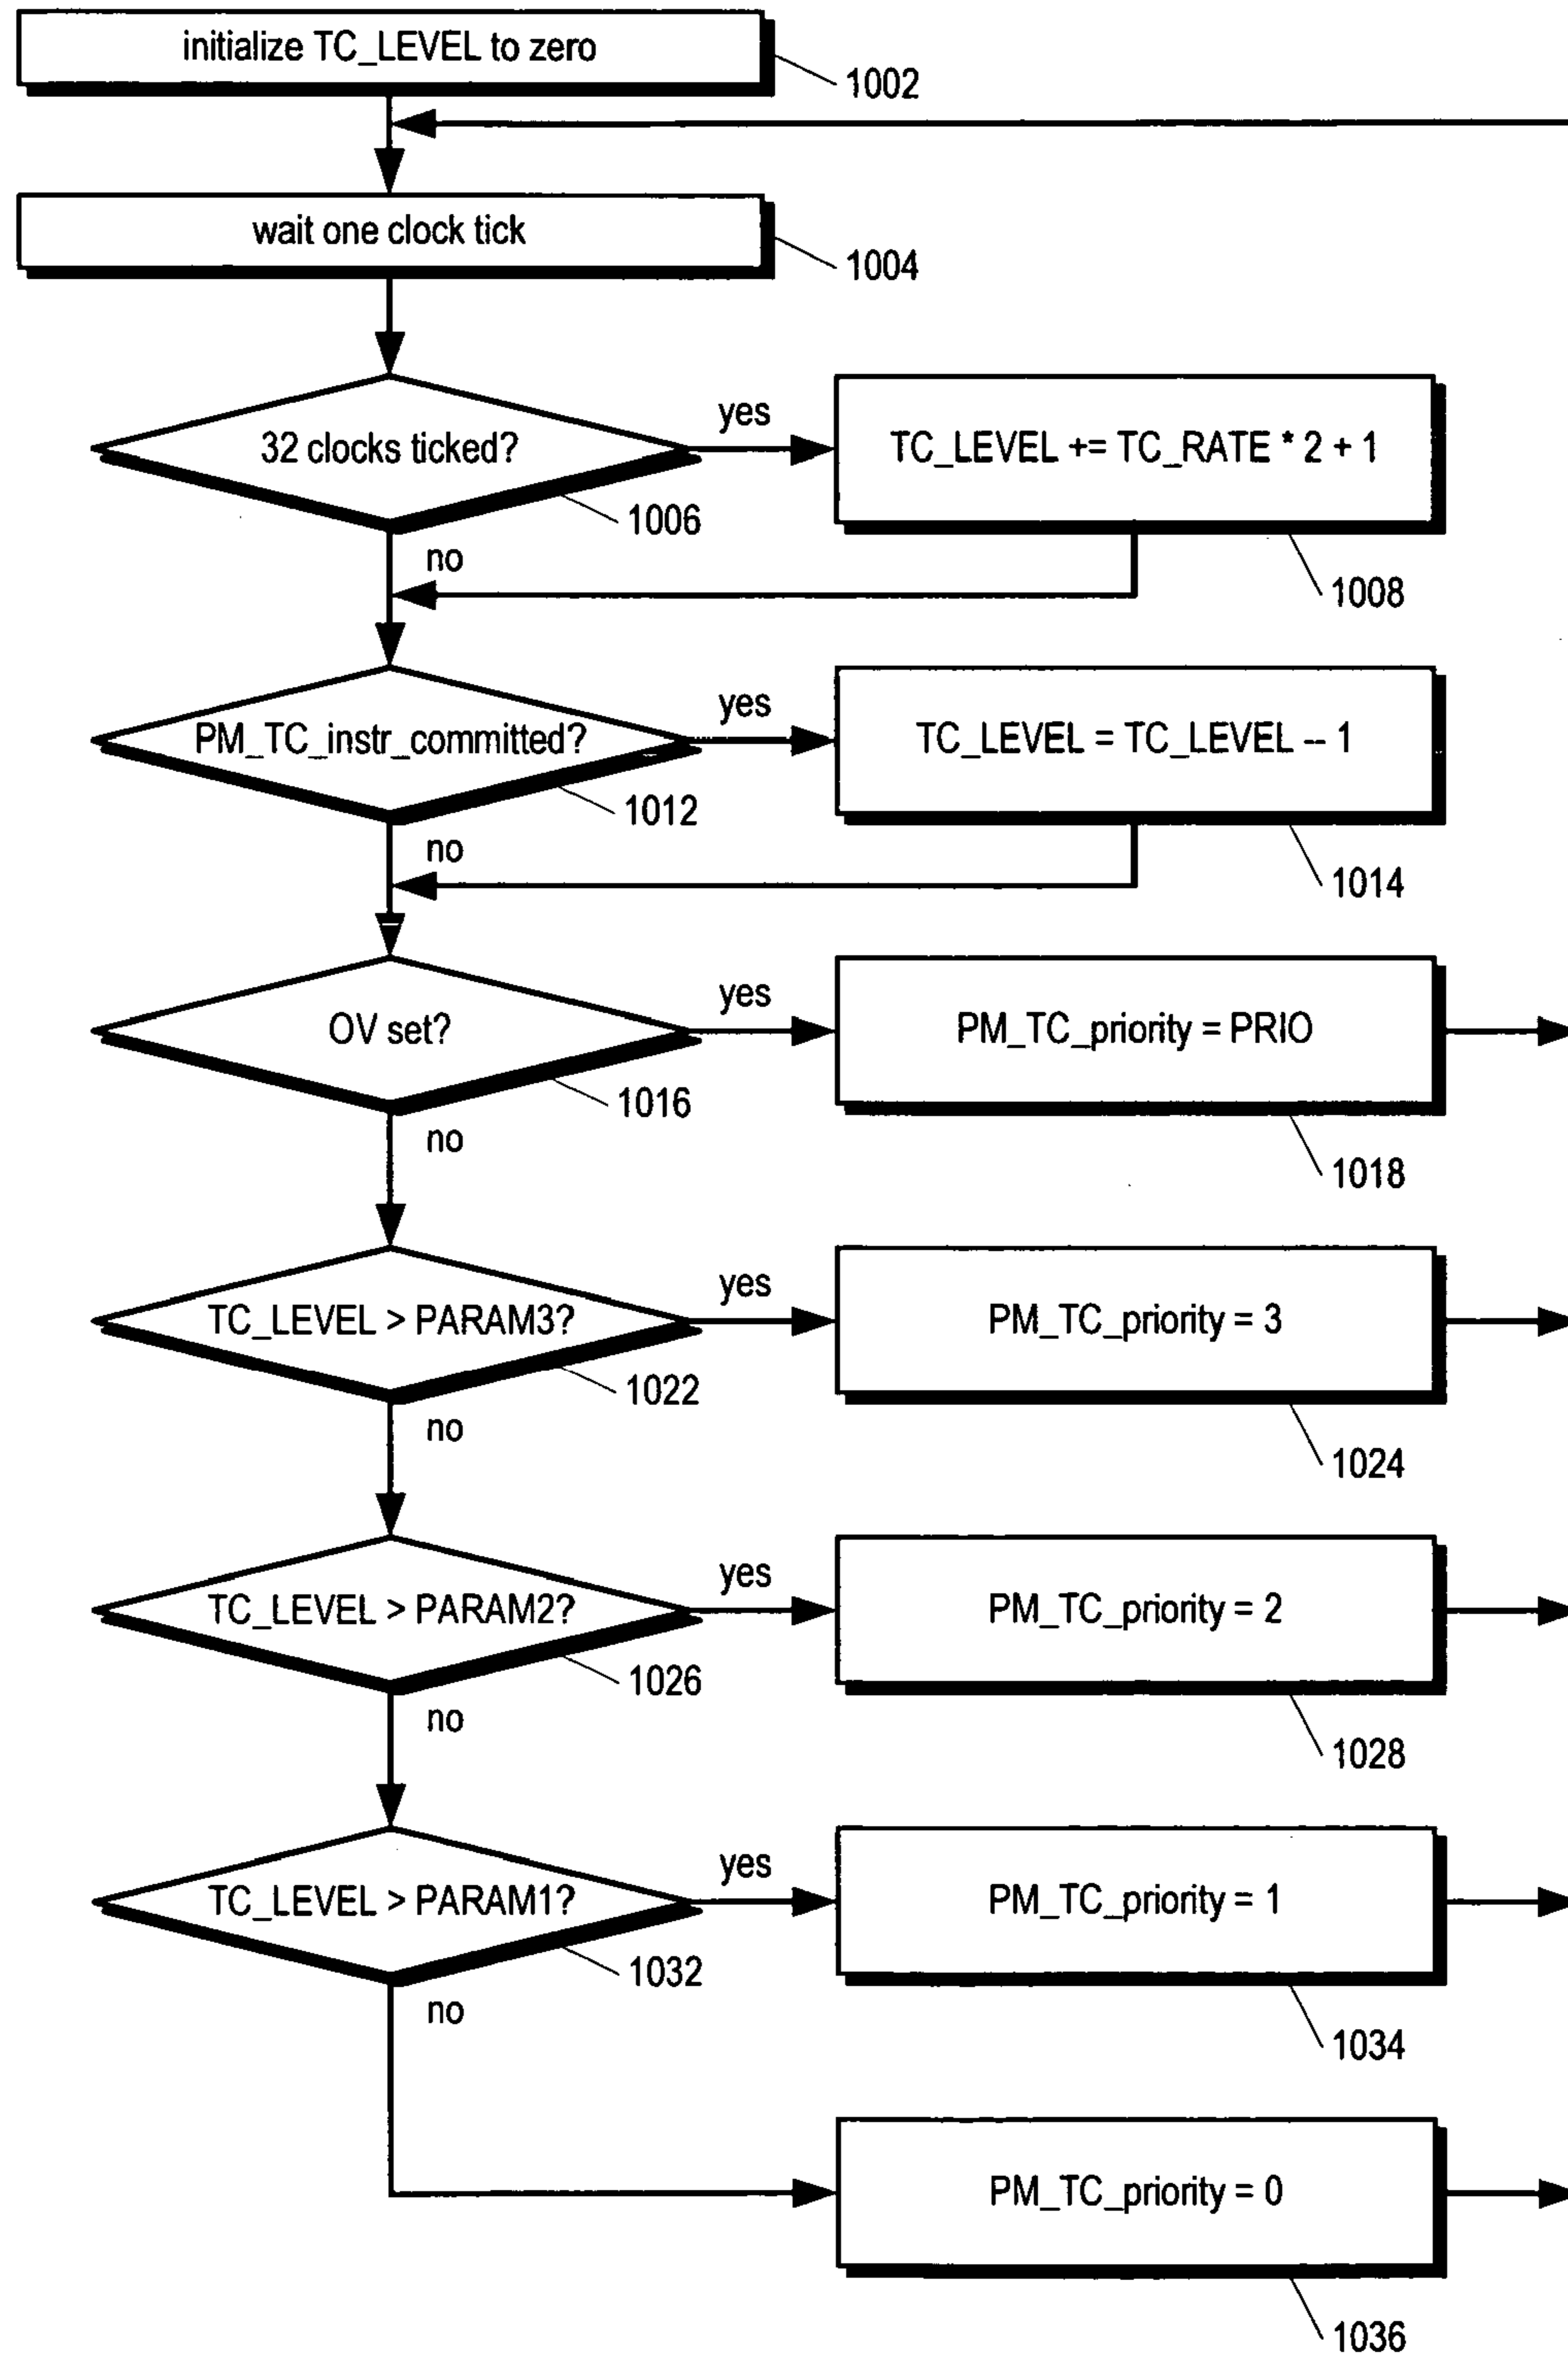 initialize TC_LEVEL to zero
1002
wait one clock tick
1004
32 clocks ticked?
yes
TC_LEVEL += TC_RATE * 2 + 1
1006
no
1008
PM_TC_instr_committed?
yes
TC_LEVEL = TC_LEVEL – 1
1012
no
1014
OV set?
yes
PM_TC_priority = PRIO
1016
no
1018
TC_LEVEL > PARAM3?
yes
PM_TC_priority = 3
1022
no
1024
TC_LEVEL > PARAM2?
yes
PM_TC_priority = 2
1026
no
1028
TC_LEVEL > PARAM1?
yes
PM_TC_priority = 1
1032
no
1034
PM_TC_priority = 0
1036